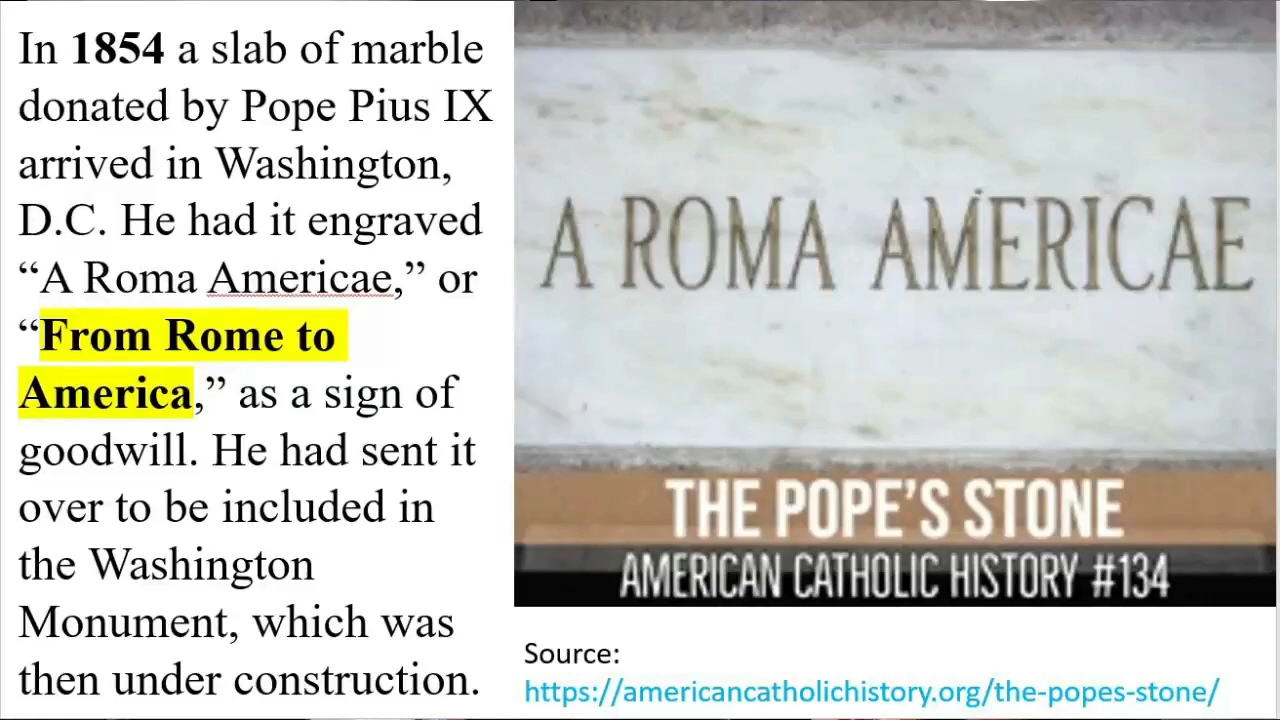 In 1854 a slab of marble
donated by Pope Pius IX
arrived in Washington,
D.C. He had it engraved
“A Roma Americae,” or
“From Rome to
America,” as a sign of
goodwill. He had sent it
over to be included in
the Washington
Monument, which was
then under construction.
A ROMA AMERICAE
THE POPE'S STONE
AMERICAN CATHOLIC HISTORY #134
Source:
https://americancatholichistory.org/the-popes-stone/